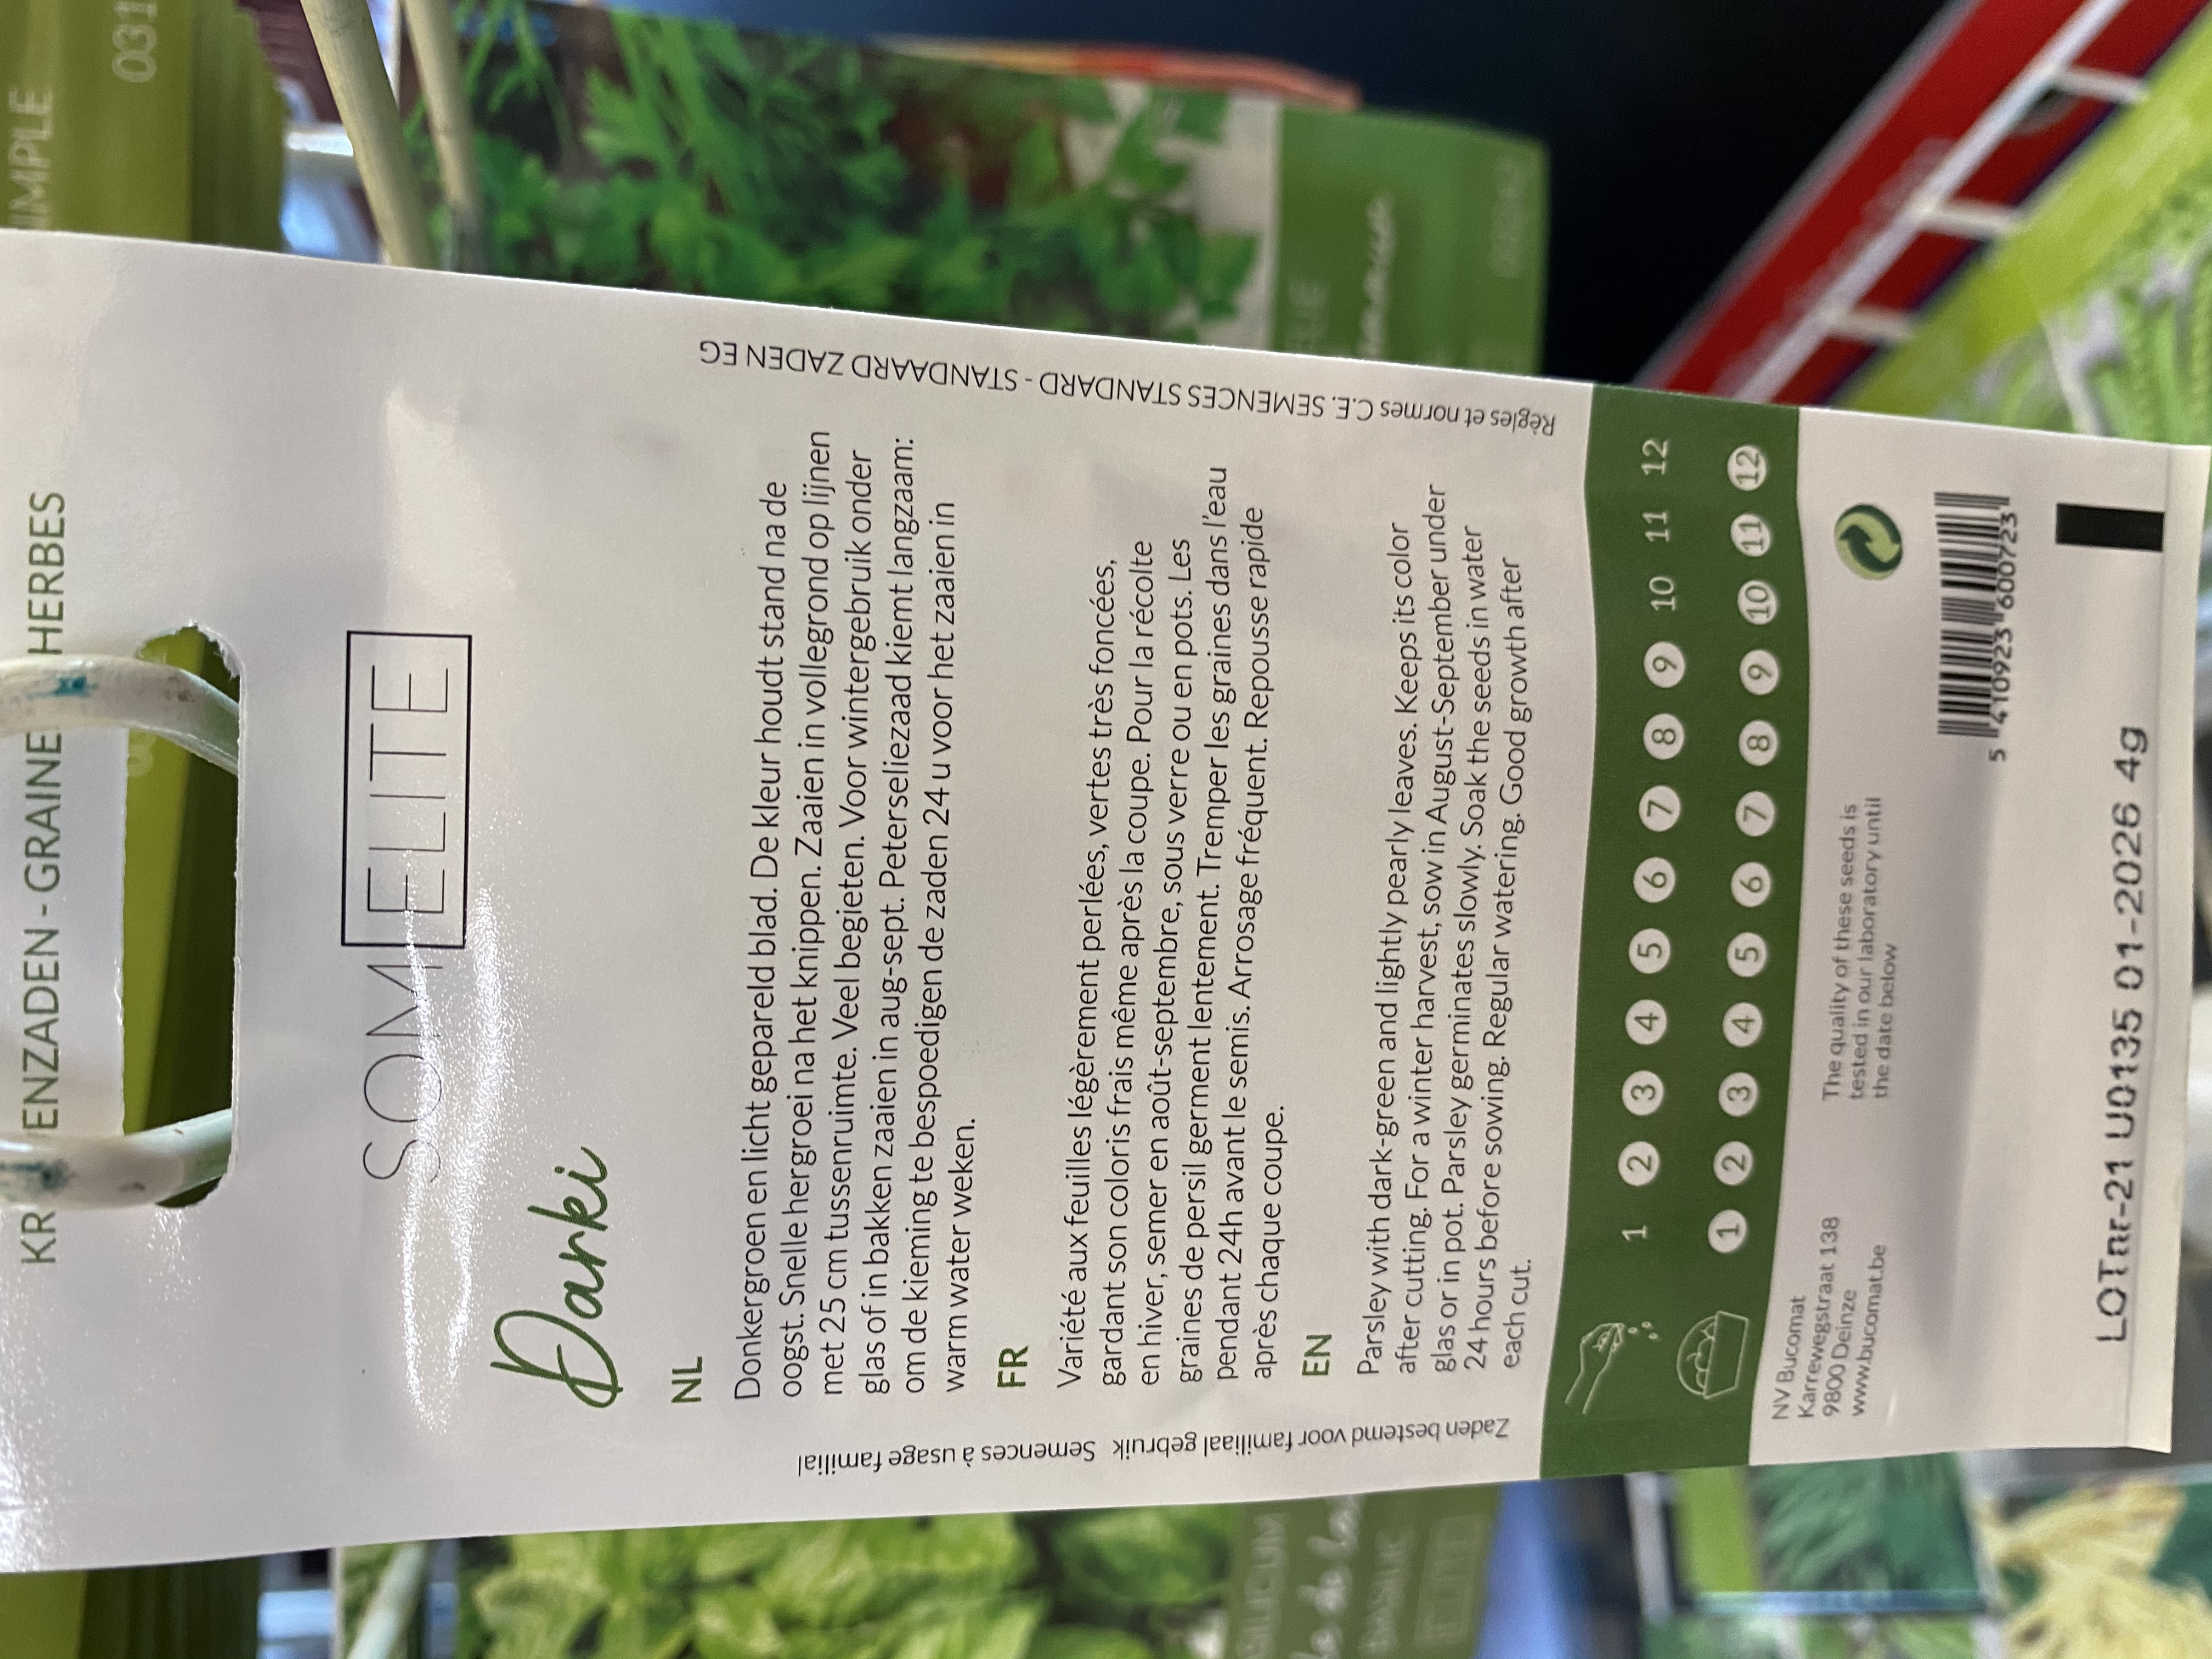 KR ENZADEN - GRAINE HERBES
SOMELITE
Darki
NL
Donkergroen en licht gepareld blad. De kleur houdt stand na de
oogst. Snelle hergroei na het knippen. Zaaien in vollegrond op lijnen
met 25 cm tussenruimte. Veel begieten. Voor wintergebruik onder
glas of in bakken zaaien in aug-sept. Peterseliezaad kiemt langzaam:
om de kieming te bespoedigen de zaden 24 u voor het zaaien in
warm water weken.
FR
Variété aux feuilles légèrement perlées, vertes très foncées,
gardant son coloris frais même après la coupe. Pour la récolte
en hiver, semer en août-septembre, sous verre ou en pots. Les
graines de persil germent lentement. Tremper les graines dans l'eau
pendant 24h avant le semis. Arrosage fréquent. Repousse rapide
après chaque coupe.
EN
Parsley with dark-green and lightly pearly leaves. Keeps its color
after cutting. For a winter harvest, sow in August-September under
glas or in pot. Parsley germinates slowly. Soak the seeds in water
24 hours before sowing. Regular watering. Good growth after
each cut.
Zaden bestemd voor familiaal gebruik Semences à usage familial
Règles et normes C.E. SEMENCES STANDARD - STANDAARD ZADEN EG
1 2 3 4 5 6 7 8 9 10 11 12
1 2 3 4 5 6 7 8 9 10 11 12
NV Bucomat
Karrewegstraat 138
9800 Deinze
www.bucomat.be
The quality of these seeds is
tested in our laboratory until
the date below
5 410923 600723
LOTnr-21 U0135 01-2026 4g
IMPLE
031
BASILIC